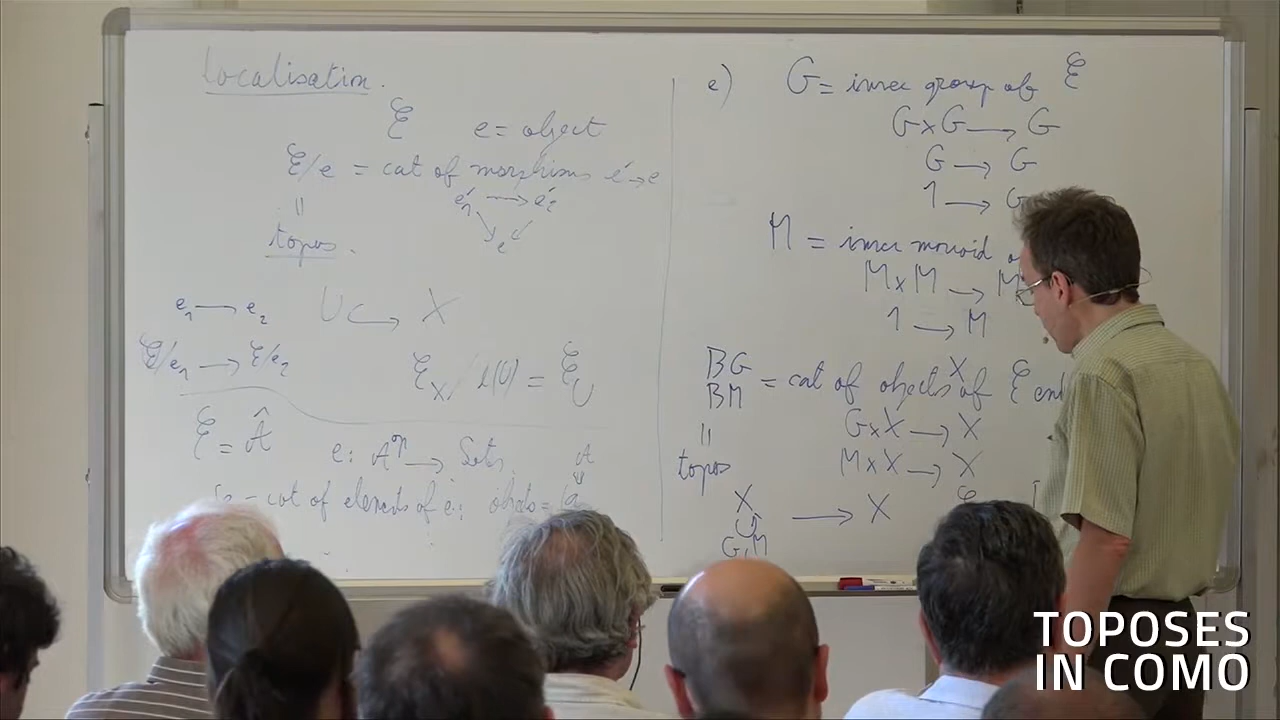 Localisation.
ℰ e = object
ℰ/e = cat of morphisms e' → e
e'₁ → e'₂
e
=
topos.
e₁ → e₂
U ↪ X
ℰ/e₁ → ℰ/e₂
ℰ_X / ℓ(U) = ℰ_U
ℰ = Â
e: A^op → Sets
A
= cat of elements of e: objects = (a
e) G = inner group of ℰ
G × G → G
G → G
1 → G
M = inner monoid
M × M → M
1 → M
BG
BM = cat of objects X of ℰ
=
topos
G × X → X
M × X → X
X → X
G, M
TOPOSES
IN COMO